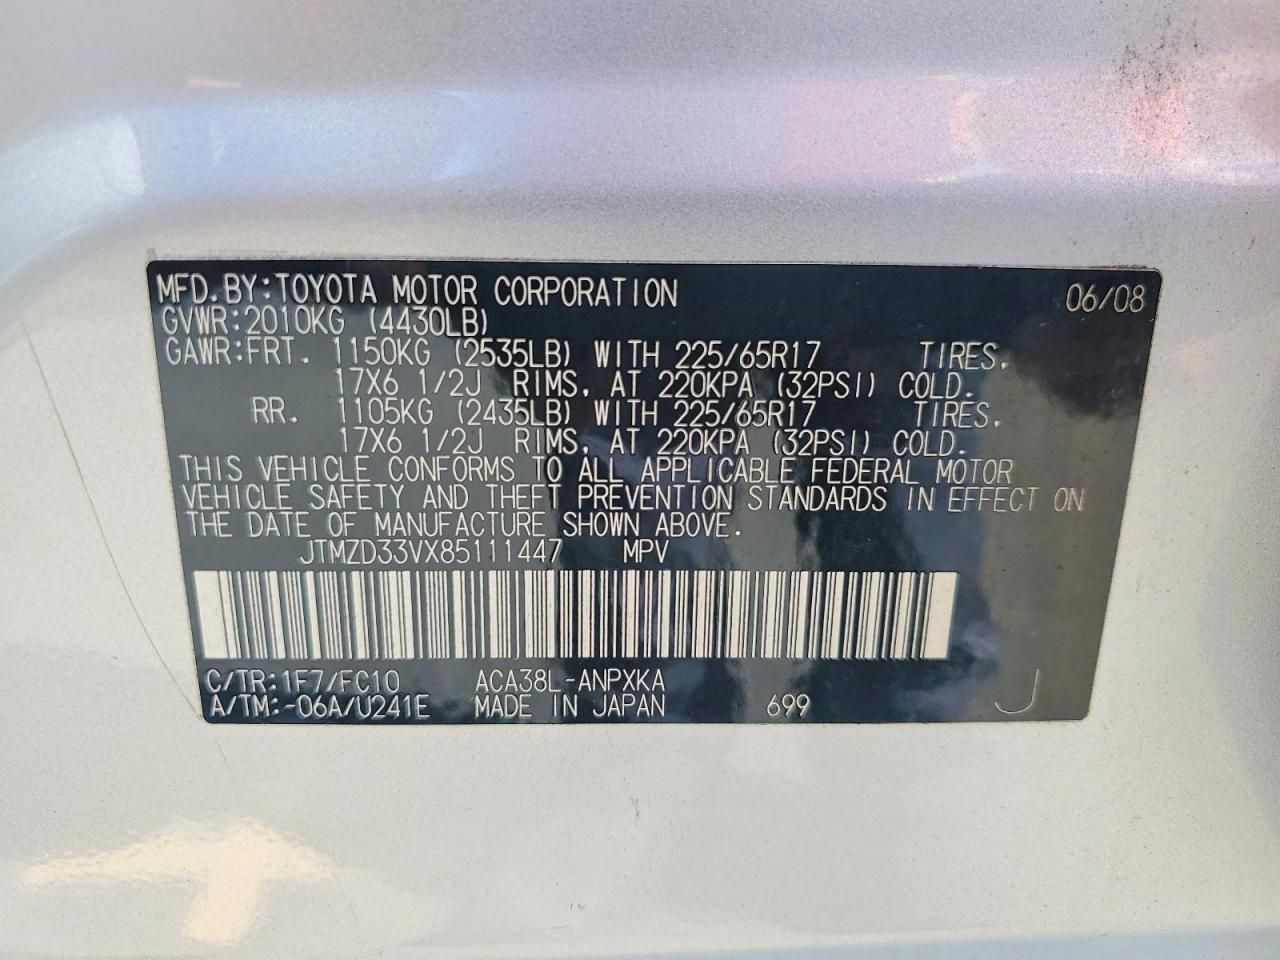 MFD.BY:TOYOTA MOTOR CORPORATION 06/08
GVWR:2010KG (4430LB)
GAWR:FRT. 1150KG (2535LB) WITH 225/65R17 TIRES,
17X6 1/2J RIMS, AT 220KPA (32PSI) COLD.
RR. 1105KG (2435LB) WITH 225/65R17 TIRES,
17X6 1/2J RIMS, AT 220KPA (32PSI) COLD.
THIS VEHICLE CONFORMS TO ALL APPLICABLE FEDERAL MOTOR
VEHICLE SAFETY AND THEFT PREVENTION STANDARDS IN EFFECT ON
THE DATE OF MANUFACTURE SHOWN ABOVE.
JTMZD33VX85111447 MPV
C/TR:1F7/FC10 ACA38L-ANPXKA
A/TM:-06A/U241E MADE IN JAPAN 699 J